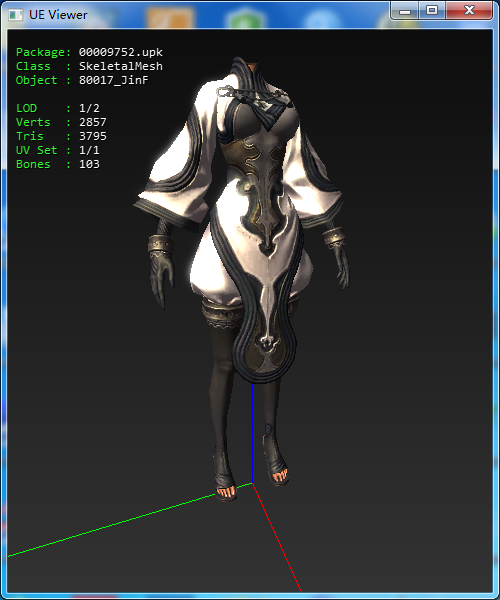 UE Viewer
Package: 00009752.upk
Class : SkeletalMesh
Object : 80017_JinF
LOD : 1/2
Verts : 2857
Tris : 3795
UV Set : 1/1
Bones : 103